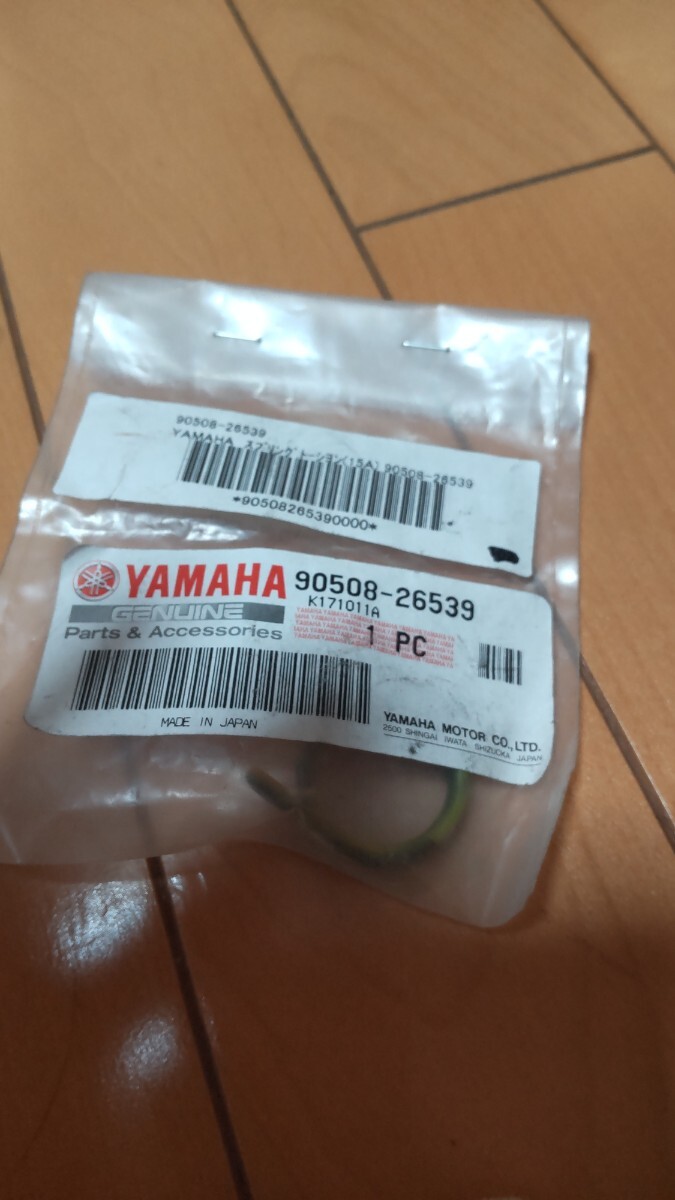 90508-26539
YAMAHA スプリング トーション(15A) 90508-26539
*90508265390000*
YAMAHA 90508-26539
GENUINE K171011A
Parts & Accessories 1 PC
MADE IN JAPAN
YAMAHA MOTOR CO.,LTD.
2500 SHINGAI IWATA SHIZUOKA JAPAN